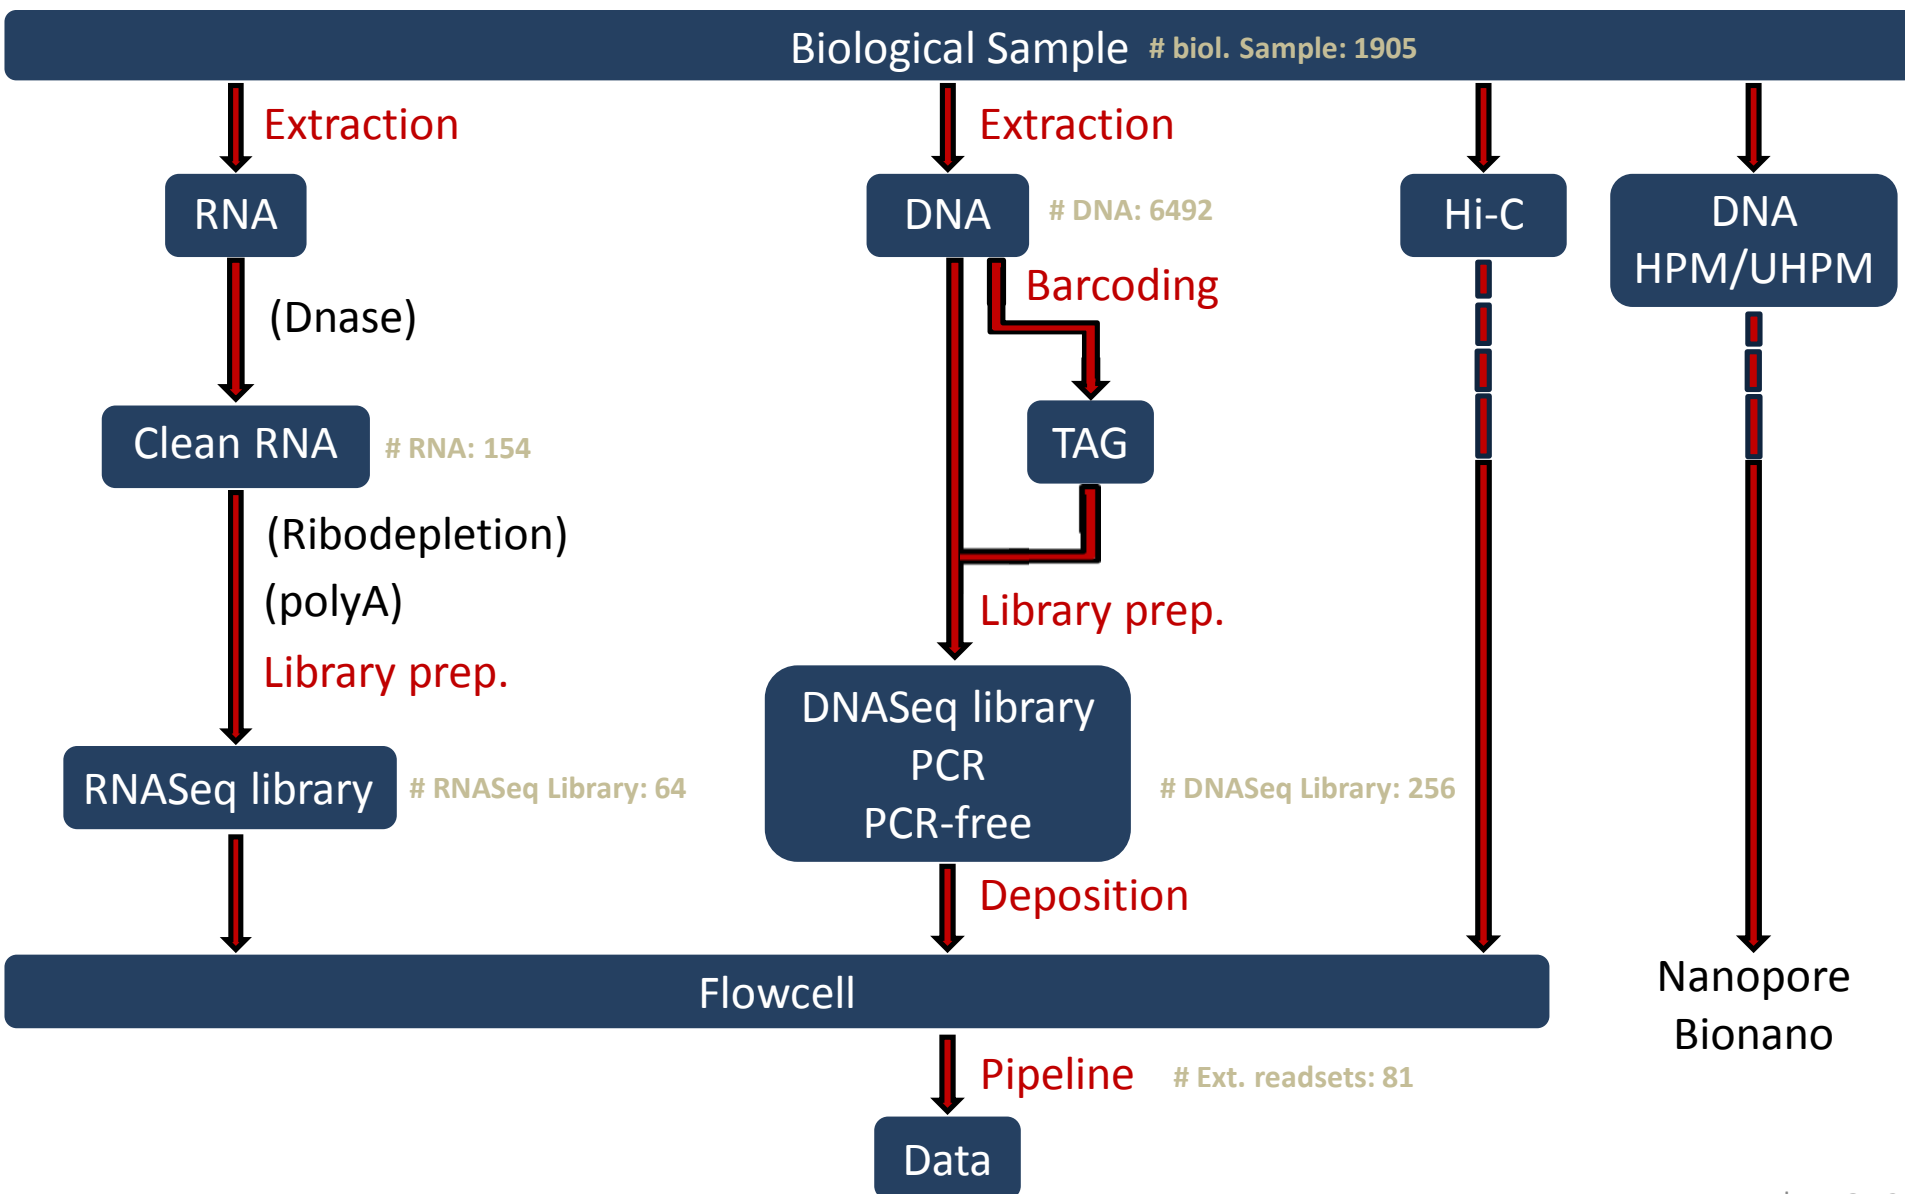 Biological Sample # biol. Sample: 1905
Extraction
Extraction
RNA
DNA
# DNA: 6492
Hi-C
DNA
HPM/UHPM
Barcoding
(Dnase)
Clean RNA
# RNA: 154
TAG
(Ribodepletion)
(polyA)
Library prep.
Library prep.
DNASeq library
PCR
PCR-free
RNASeq library
# RNASeq Library: 64
# DNASeq Library: 256
Deposition
Flowcell
Nanopore
Bionano
Pipeline
# Ext. readsets: 81
Data